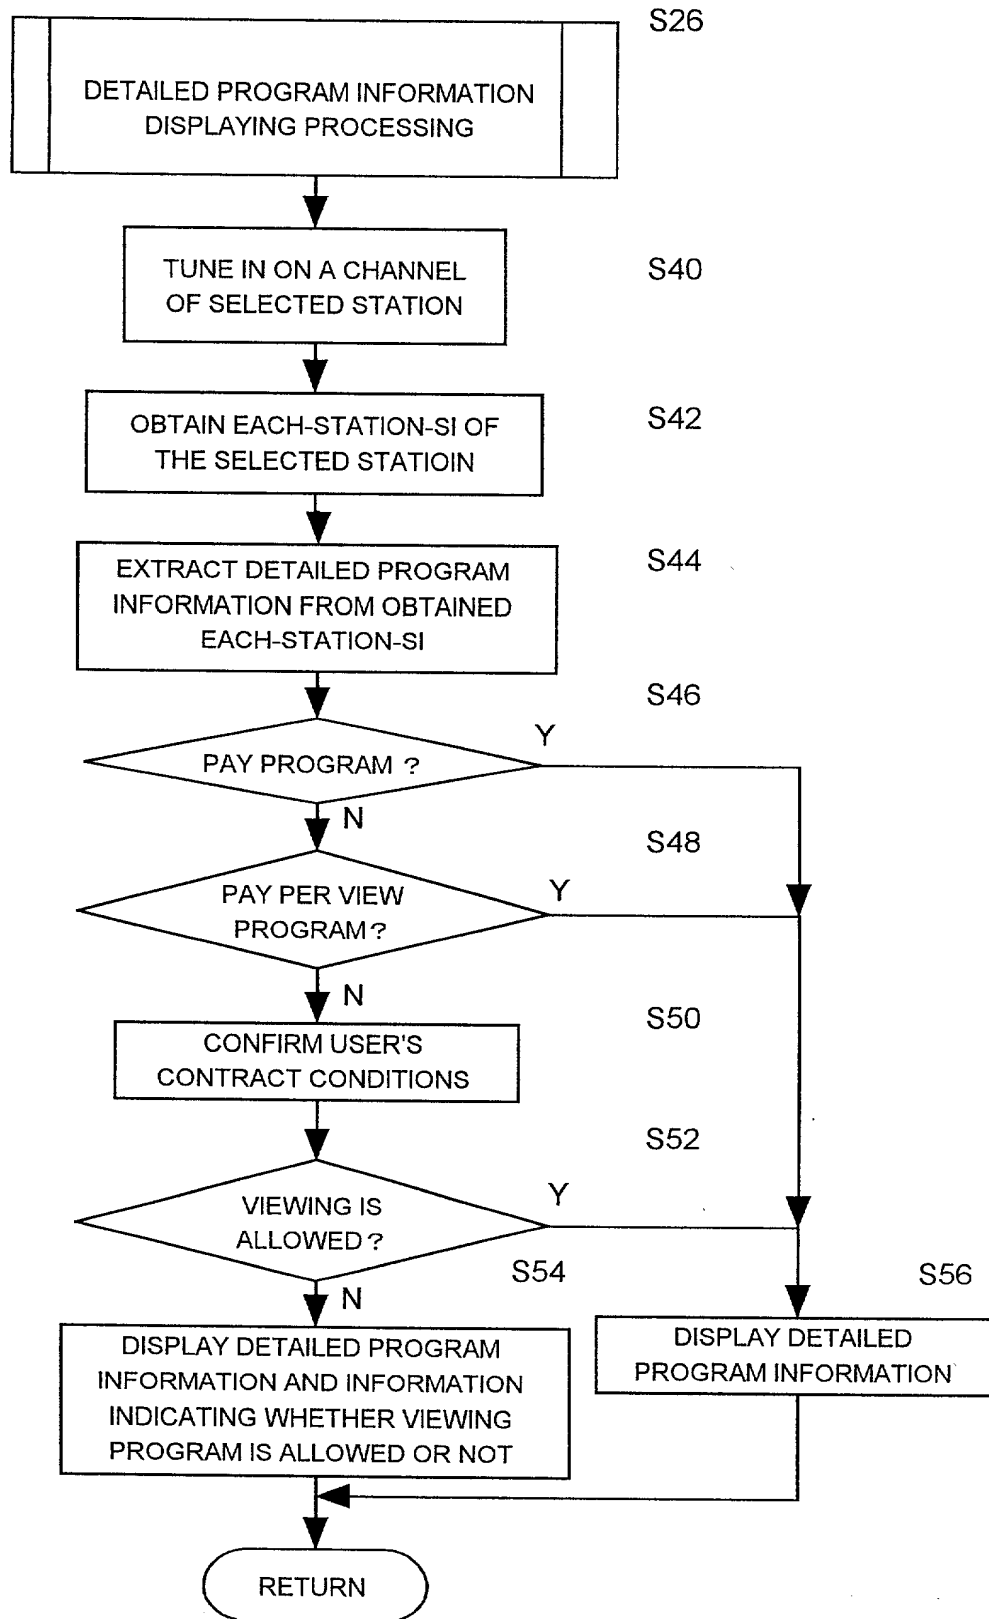 S26
DETAILED PROGRAM INFORMATION
DISPLAYING PROCESSING
TUNE IN ON A CHANNEL
OF SELECTED STATION
S40
OBTAIN EACH-STATION-SI OF
THE SELECTED STATIOIN
S42
EXTRACT DETAILED PROGRAM
INFORMATION FROM OBTAINED
EACH-STATION-SI
S44
S46
PAY PROGRAM ?
Y
N
S48
PAY PER VIEW
PROGRAM ?
Y
N
S50
CONFIRM USER'S
CONTRACT CONDITIONS
S52
VIEWING IS
ALLOWED ?
Y
N
S54
DISPLAY DETAILED PROGRAM
INFORMATION AND INFORMATION
INDICATING WHETHER VIEWING
PROGRAM IS ALLOWED OR NOT
S56
DISPLAY DETAILED
PROGRAM INFORMATION
RETURN